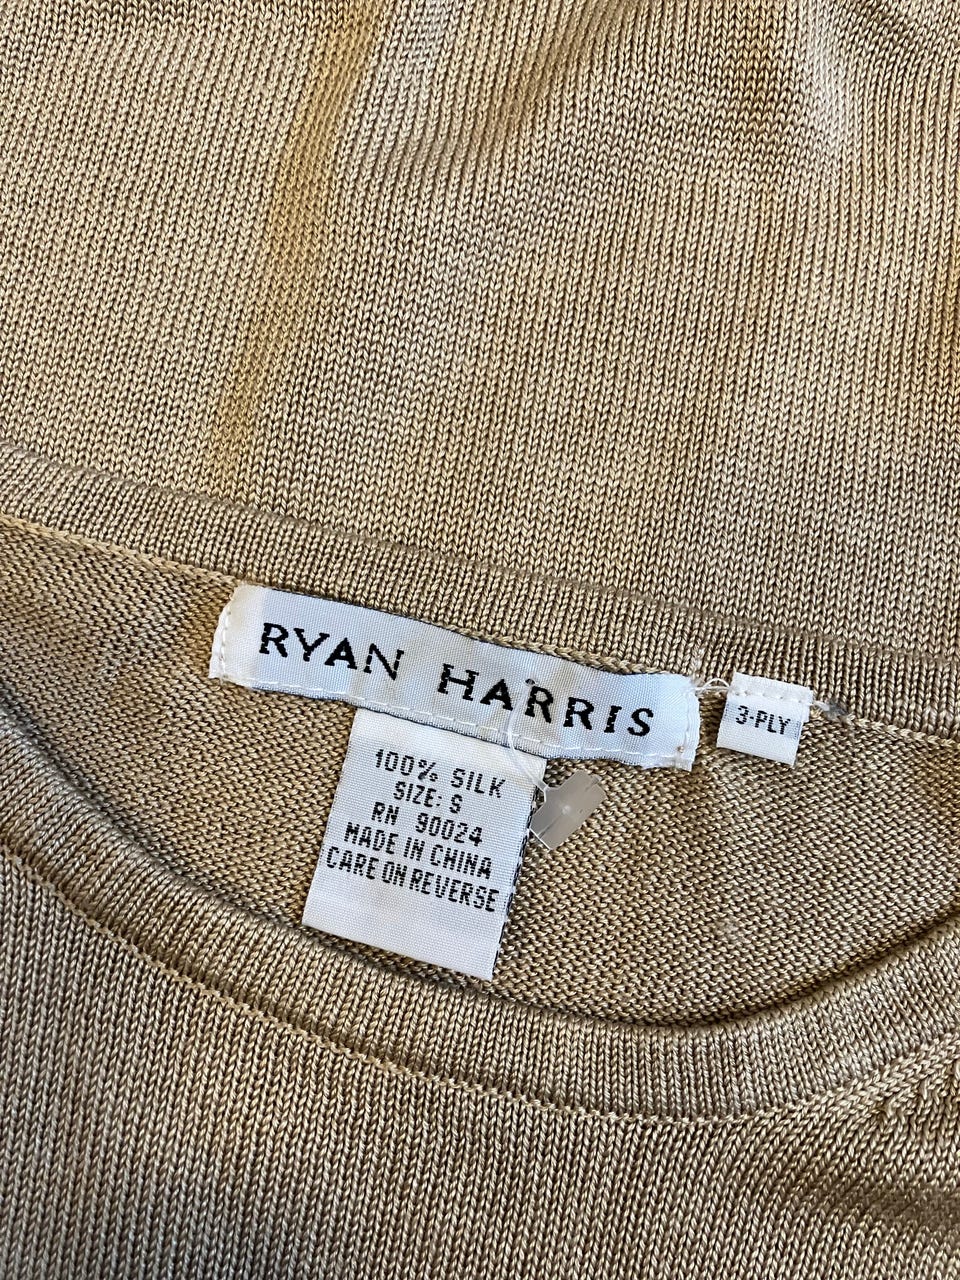 RYAN HARRIS
3-PLY
100% SILK
SIZE: S
RN 90024
MADE IN CHINA
CARE ON REVERSE